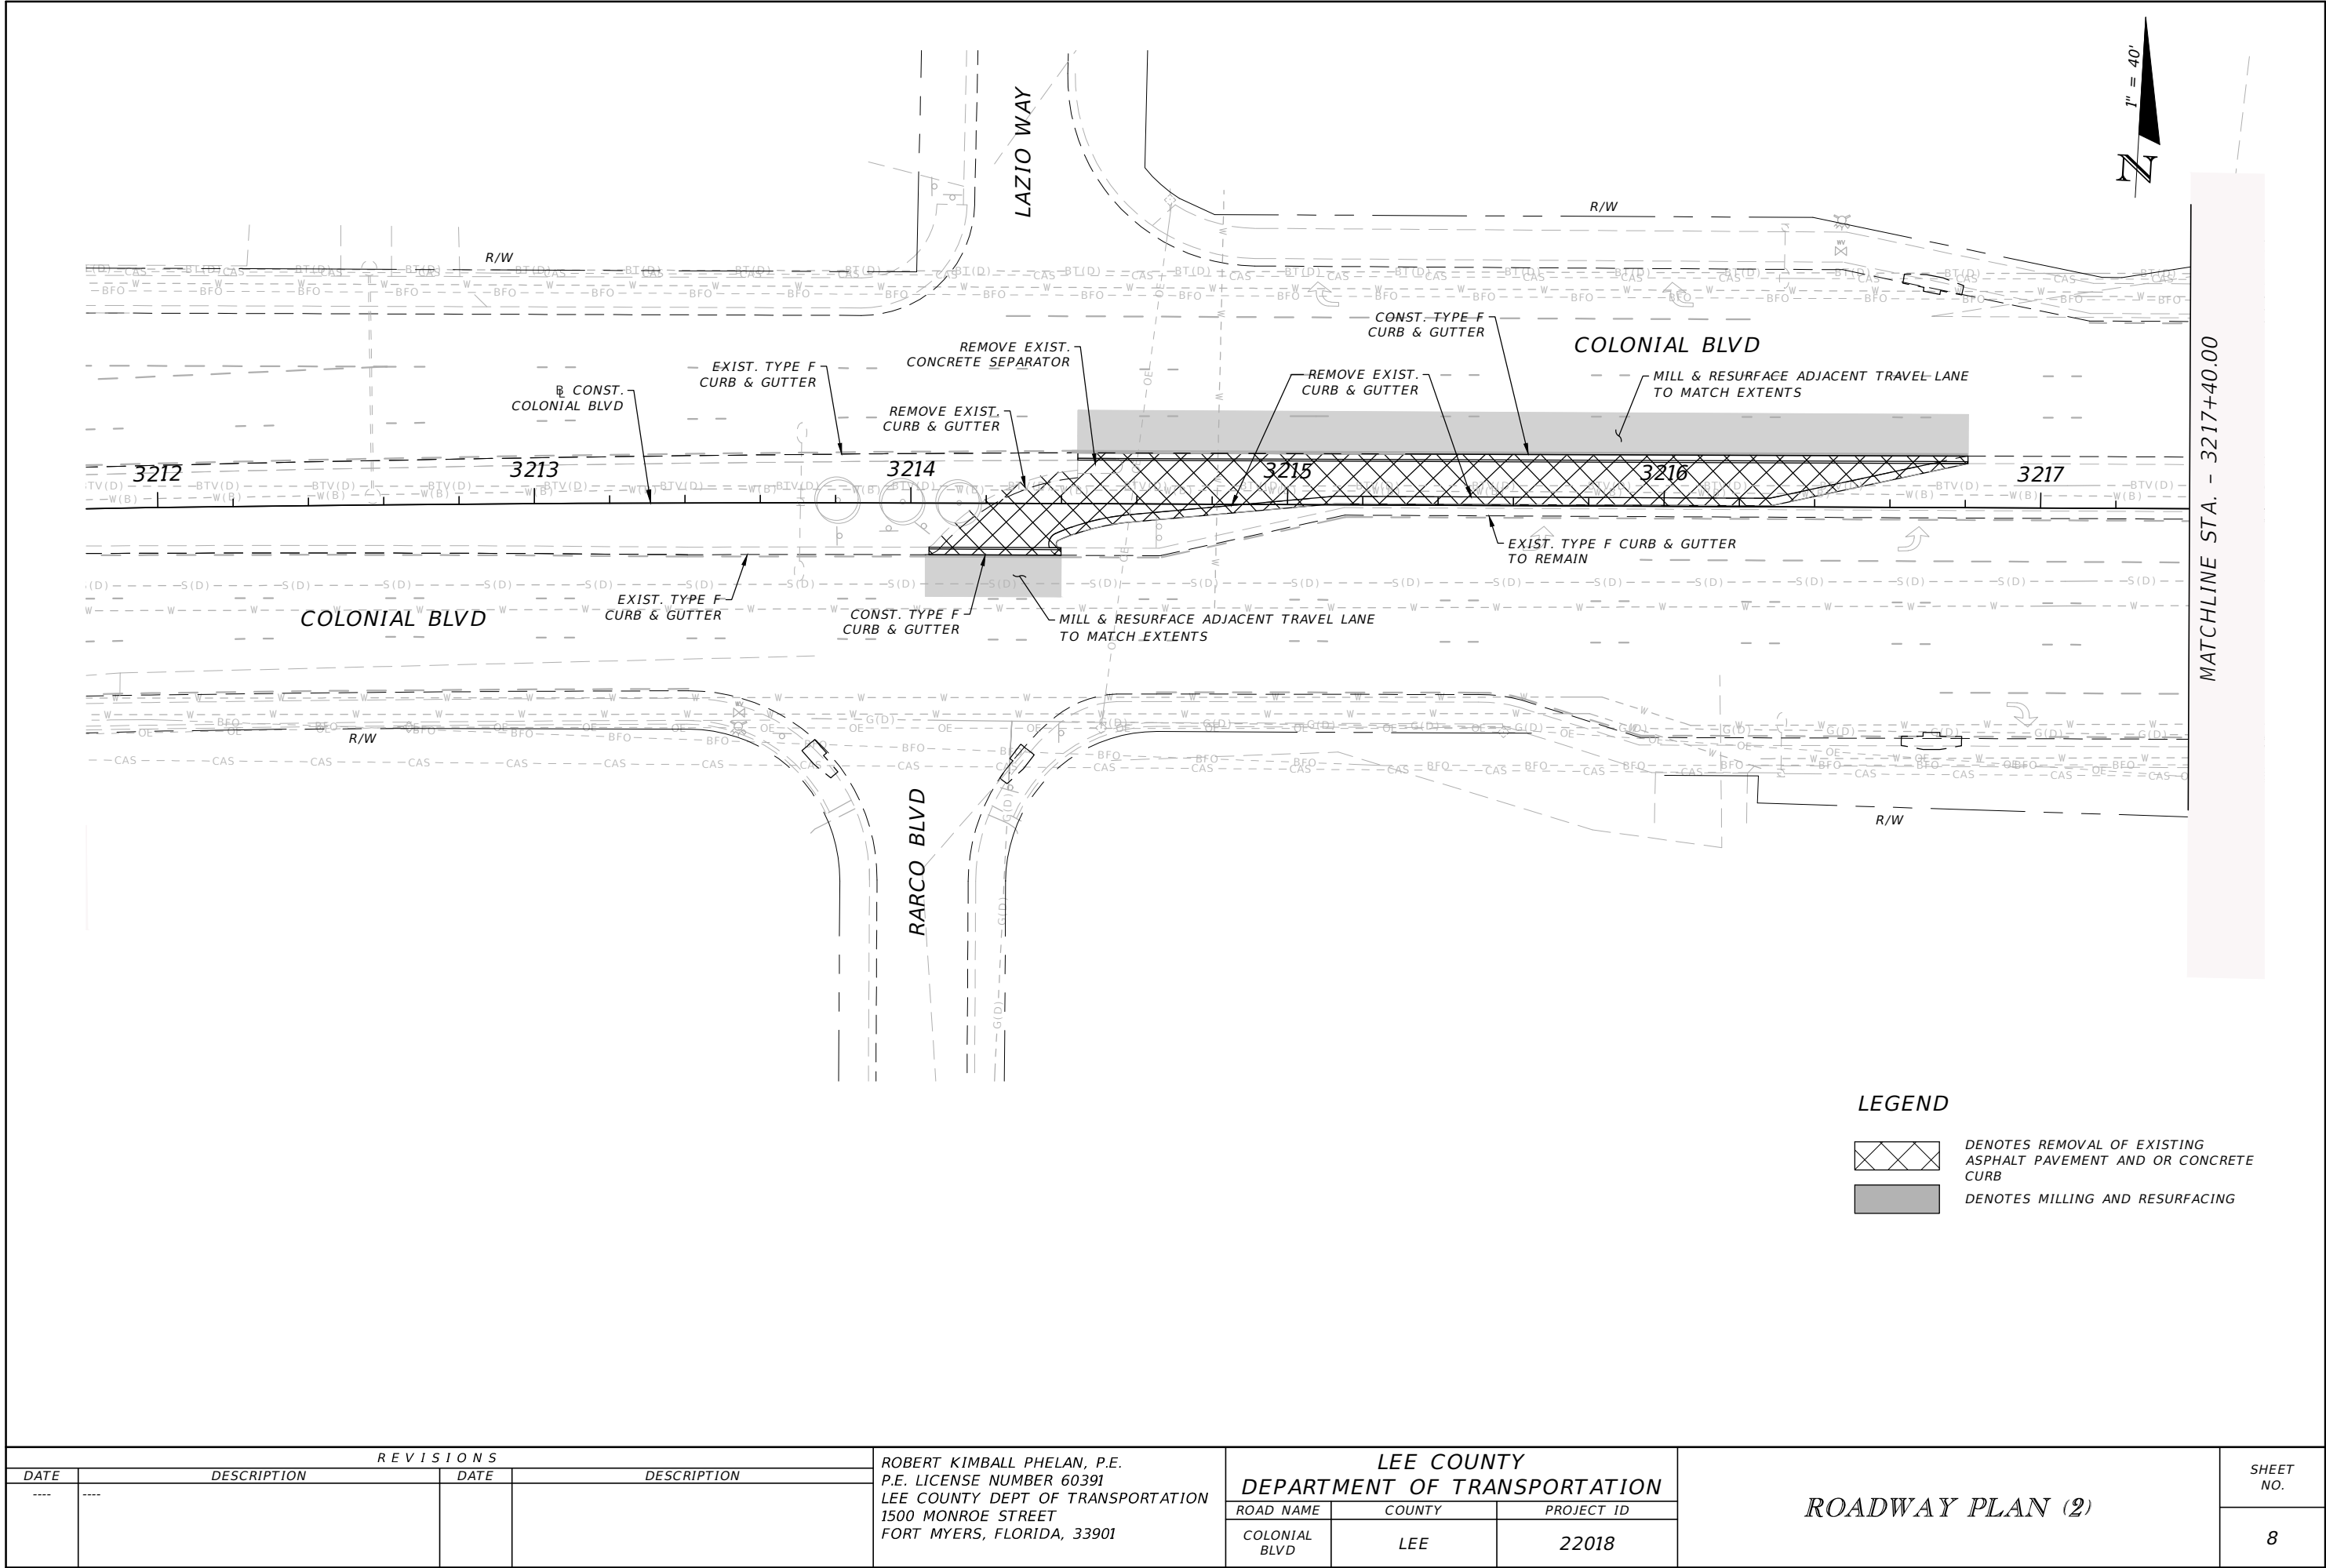 1" = 40'
N
LAZIO WAY
R/W
R/W
CONST. TYPE F
CURB & GUTTER
COLONIAL BLVD
REMOVE EXIST.
CONCRETE SEPARATOR
EXIST. TYPE F
CURB & GUTTER
REMOVE EXIST.
CURB & GUTTER
MILL & RESURFACE ADJACENT TRAVEL LANE
TO MATCH EXTENTS
CONST.
COLONIAL BLVD
REMOVE EXIST.
CURB & GUTTER
3212
3213
3214
3215
3216
3217
MATCHLINE STA. - 3217+40.00
EXIST. TYPE F CURB & GUTTER
TO REMAIN
EXIST. TYPE F
CURB & GUTTER
COLONIAL BLVD
CONST. TYPE F
CURB & GUTTER
MILL & RESURFACE ADJACENT TRAVEL LANE
TO MATCH EXTENTS
R/W
R/W
RARCO BLVD
LEGEND
DENOTES REMOVAL OF EXISTING
ASPHALT PAVEMENT AND OR CONCRETE
CURB
DENOTES MILLING AND RESURFACING
REVISIONS
DATE DESCRIPTION DATE DESCRIPTION
---- ----
ROBERT KIMBALL PHELAN, P.E.
P.E. LICENSE NUMBER 60391
LEE COUNTY DEPT OF TRANSPORTATION
1500 MONROE STREET
FORT MYERS, FLORIDA, 33901
LEE COUNTY
DEPARTMENT OF TRANSPORTATION
ROAD NAME COUNTY PROJECT ID
COLONIAL
BLVD
LEE
22018
ROADWAY PLAN (2)
SHEET
NO.
8